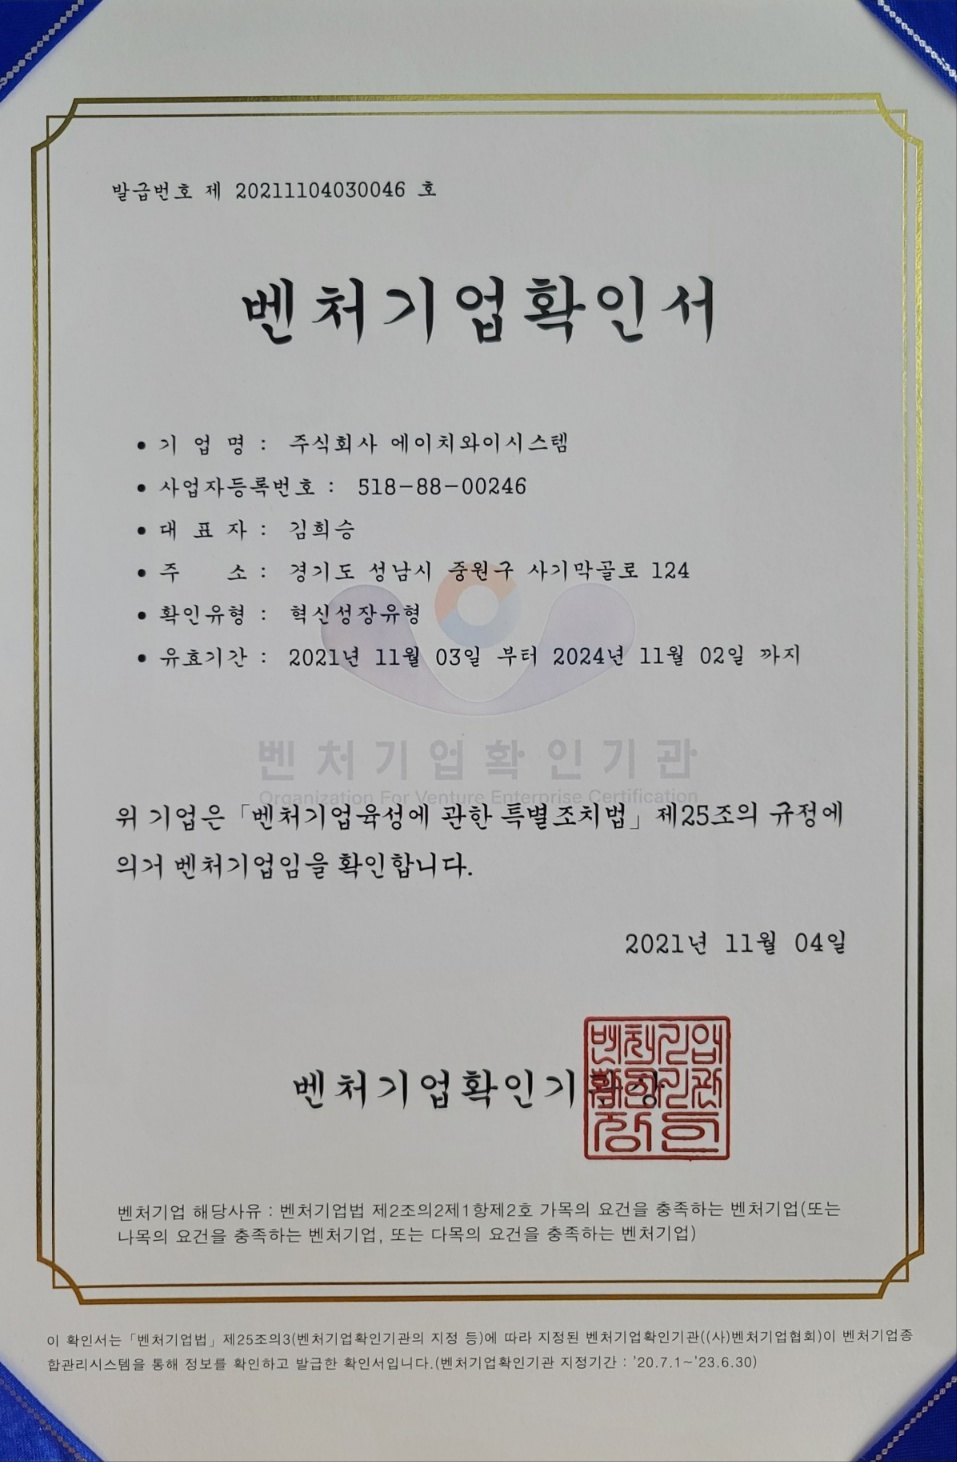 발급번호 제 20211104030046 호
벤처기업확인서
• 기 업 명 : 주식회사 에이치와이시스템
• 사업자등록번호 : 518-88-00246
• 대 표 자 : 김희승
• 주 소 : 경기도 성남시 중원구 사기막골로 124
• 확인유형 : 혁신성장유형
• 유효기간 : 2021년 11월 03일 부터 2024년 11월 02일 까지
벤처기업확인기관
Organization For Venture Enterprise Certification
위 기업은「벤처기업육성에 관한 특별조치법」제25조의 규정에
의거 벤처기업임을 확인합니다.
2021년 11월 04일
벤처기업확인기관장
벤처기업
확인기관
장의인
벤처기업 해당사유 : 벤처기업법 제2조의2제1항제2호 가목의 요건을 충족하는 벤처기업(또는
나목의 요건을 충족하는 벤처기업, 또는 다목의 요건을 충족하는 벤처기업)
이 확인서는「벤처기업법」제25조의3(벤처기업확인기관의 지정 등)에 따라 지정된 벤처기업확인기관((사)벤처기업협회)이 벤처기업종
합관리시스템을 통해 정보를 확인하고 발급한 확인서입니다.(벤처기업확인기관 지정기간 : '20.7.1~'23.6.30)